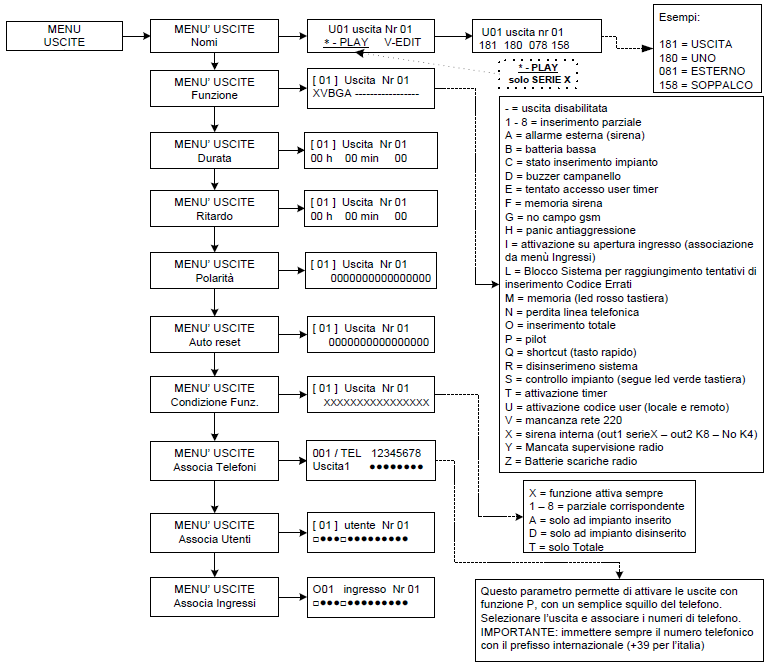 MENU
USCITE
MENU' USCITE
Nomi
U01 uscita Nr 01
* - PLAY V-EDIT
U01 uscita nr 01
181 180 078 158
Esempi:
181 = USCITA
180 = UNO
081 = ESTERNO
158 = SOPPALCO
* - PLAY
solo SERIE X
MENU' USCITE
Funzione
[ 01 ] Uscita Nr 01
XVBGA -----------------
- = uscita disabilitata
1 - 8 = inserimento parziale
A = allarme esterna (sirena)
B = batteria bassa
C = stato inserimento impianto
D = buzzer campanello
E = tentato accesso user timer
F = memoria sirena
G = no campo gsm
H = panic antiaggressione
I = attivazione su apertura ingresso (associazione
da menù Ingressi)
L = Blocco Sistema per raggiungimento tentativi di
inserimento Codice Errati
M = memoria (led rosso tastiera)
N = perdita linea telefonica
O = inserimento totale
P = pilot
Q = shortcut (tasto rapido)
R = disinserimeno sistema
S = controllo impianto (segue led verde tastiera)
T = attivazione timer
U = attivazione codice user (locale e remoto)
V = mancanza rete 220
X = sirena interna (out1 serieX – out2 K8 – No K4)
Y = Mancata supervisione radio
Z = Batterie scariche radio
MENU' USCITE
Durata
[ 01 ] Uscita Nr 01
00 h 00 min 00
MENU' USCITE
Ritardo
[ 01 ] Uscita Nr 01
00 h 00 min 00
MENU' USCITE
Polarità
[ 01 ] Uscita Nr 01
0000000000000000
MENU' USCITE
Auto reset
[ 01 ] Uscita Nr 01
0000000000000000
MENU' USCITE
Condizione Funz.
[ 01 ] Uscita Nr 01
XXXXXXXXXXXXXXXX
MENU' USCITE
Associa Telefoni
001 / TEL 12345678
Uscita1 ●●●●●●●●
X = funzione attiva sempre
1 – 8 = parziale corrispondente
A = solo ad impianto inserito
D = solo ad impianto disinserito
T = solo Totale
MENU' USCITE
Associa Utenti
[ 01 ] utente Nr 01
□●●●□●●●●●●●●●
MENU' USCITE
Associa Ingressi
O01 ingresso Nr 01
□●●●□●●●●●●●●●
Questo parametro permette di attivare le uscite con
funzione P, con un semplice squillo del telefono.
Selezionare l'uscita e associare i numeri di telefono.
IMPORTANTE: immettere sempre il numero telefonico
con il prefisso internazionale (+39 per l'italia)